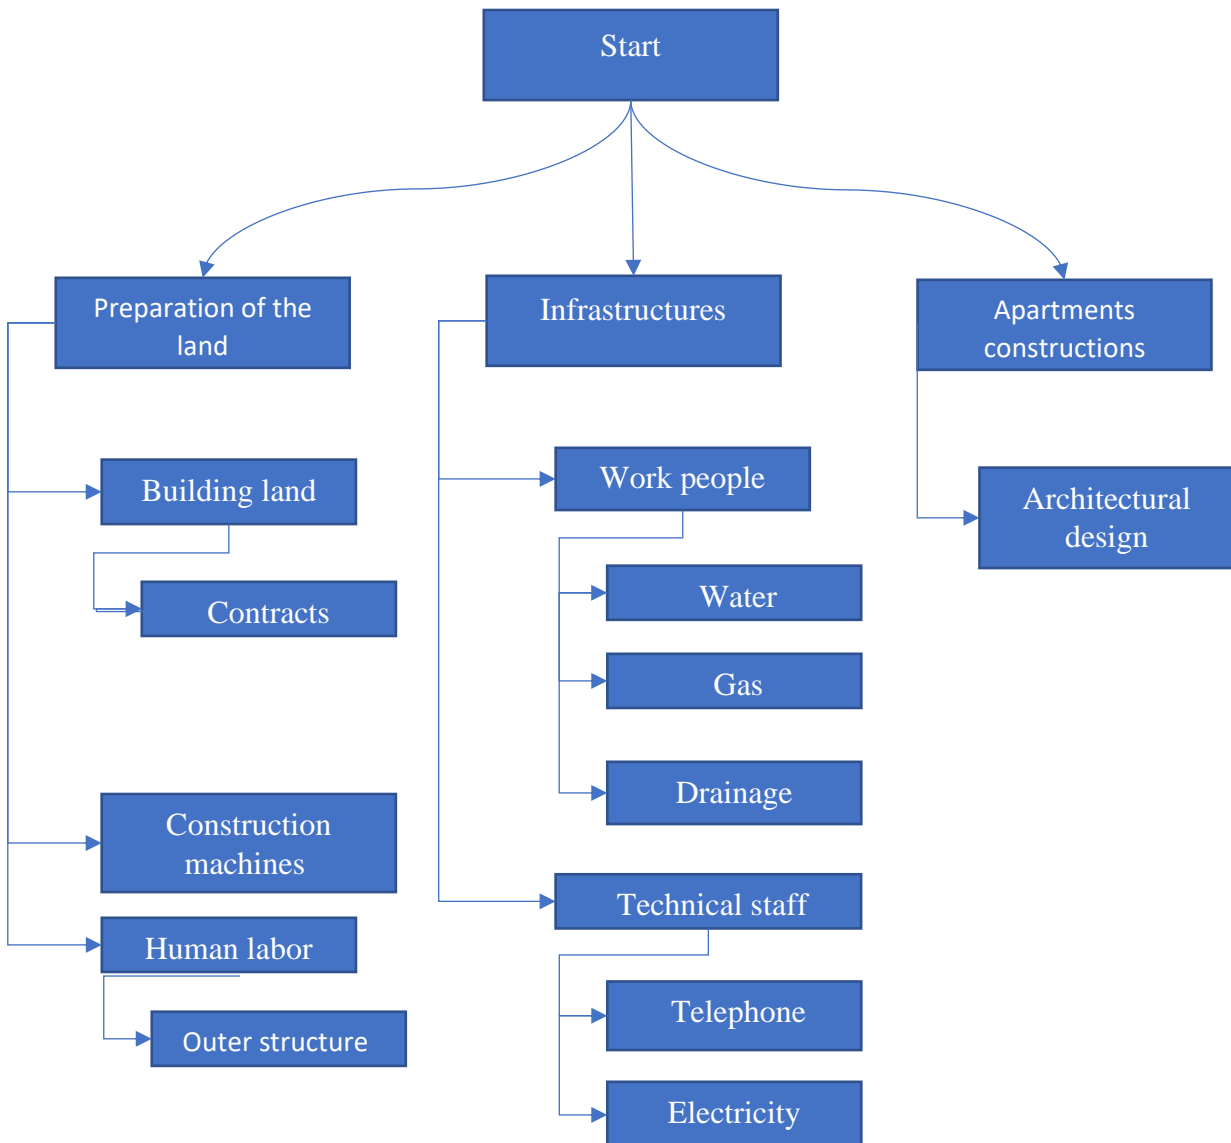 Start
Preparation of the
land
Infrastructures
Apartments
constructions
Building land
Contracts
Construction
machines
Human labor
Outer structure
Work people
Water
Gas
Drainage
Technical staff
Telephone
Electricity
Architectural
design